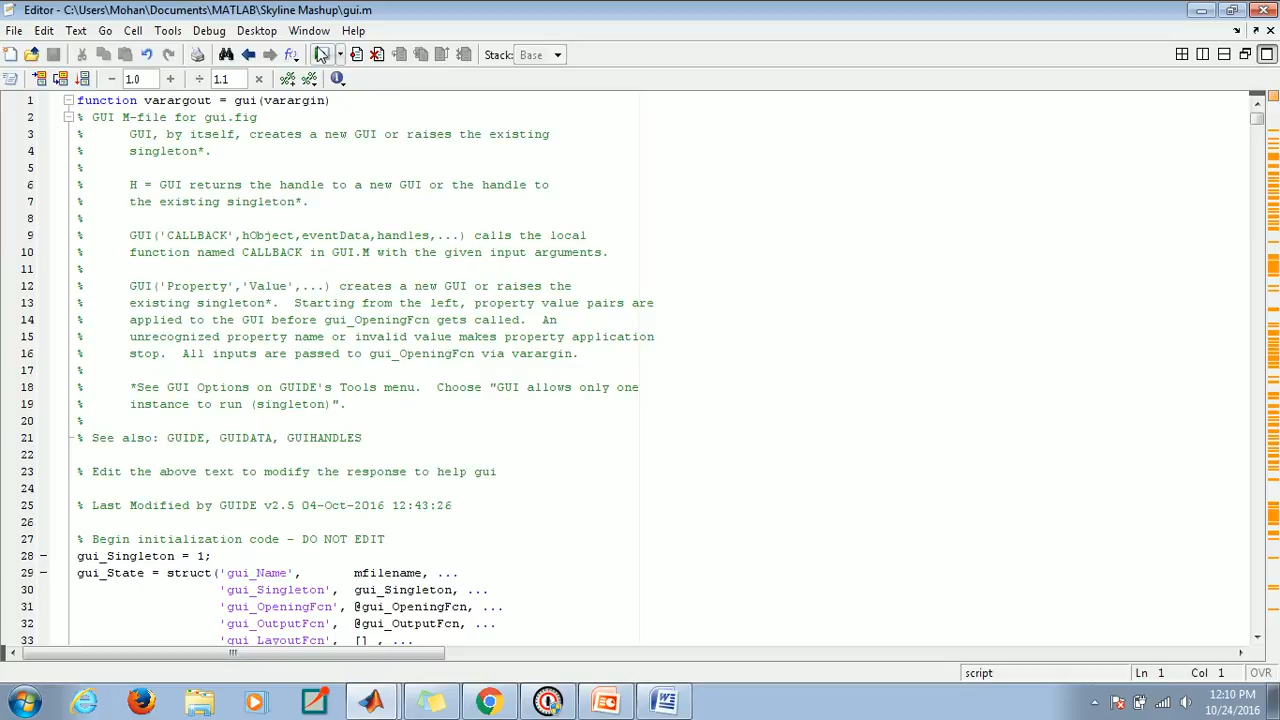 Editor - C:\Users\Mohan\Documents\MATLAB\Skyline Mashup\gui.m
File Edit Text Go Cell Tools Debug Desktop Window Help
Stack: Base
1.0 1.1
1 function varargout = gui(varargin)
2 % GUI M-file for gui.fig
3 % GUI, by itself, creates a new GUI or raises the existing
4 % singleton*.
5 %
6 % H = GUI returns the handle to a new GUI or the handle to
7 % the existing singleton*.
8 %
9 % GUI('CALLBACK',hObject,eventData,handles,...) calls the local
10 % function named CALLBACK in GUI.M with the given input arguments.
11 %
12 % GUI('Property','Value',...) creates a new GUI or raises the
13 % existing singleton*. Starting from the left, property value pairs are
14 % applied to the GUI before gui_OpeningFcn gets called. An
15 % unrecognized property name or invalid value makes property application
16 % stop. All inputs are passed to gui_OpeningFcn via varargin.
17 %
18 % *See GUI Options on GUIDE's Tools menu. Choose "GUI allows only one
19 % instance to run (singleton)".
20 %
21 % See also: GUIDE, GUIDATA, GUIHANDLES
22
23 % Edit the above text to modify the response to help gui
24
25 % Last Modified by GUIDE v2.5 04-Oct-2016 12:43:26
26
27 % Begin initialization code - DO NOT EDIT
28 gui_Singleton = 1;
29 gui_State = struct('gui_Name', mfilename, ...
30 'gui_Singleton', gui_Singleton, ...
31 'gui_OpeningFcn', @gui_OpeningFcn, ...
32 'gui_OutputFcn', @gui_OutputFcn, ...
33 'gui_LayoutFcn', [] , ...
script Ln 1 Col 1 OVR
12:10 PM
10/24/2016